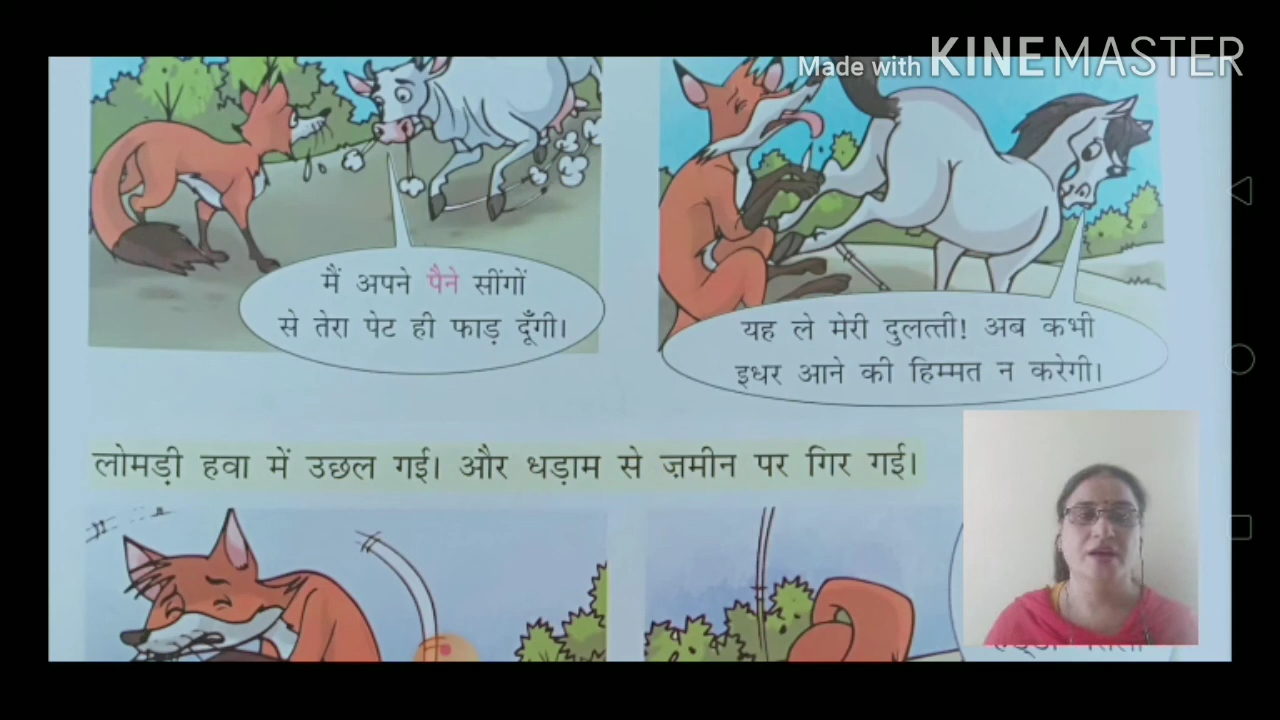 Made with KINEMASTER
मैं अपने पैने सींगों
से तेरा पेट ही फाड़ दूँगी।
यह ले मेरी दुलत्ती! अब कभी
इधर आने की हिम्मत न करेगी।
लोमड़ी हवा में उछल गई। और धड़ाम से ज़मीन पर गिर गई।